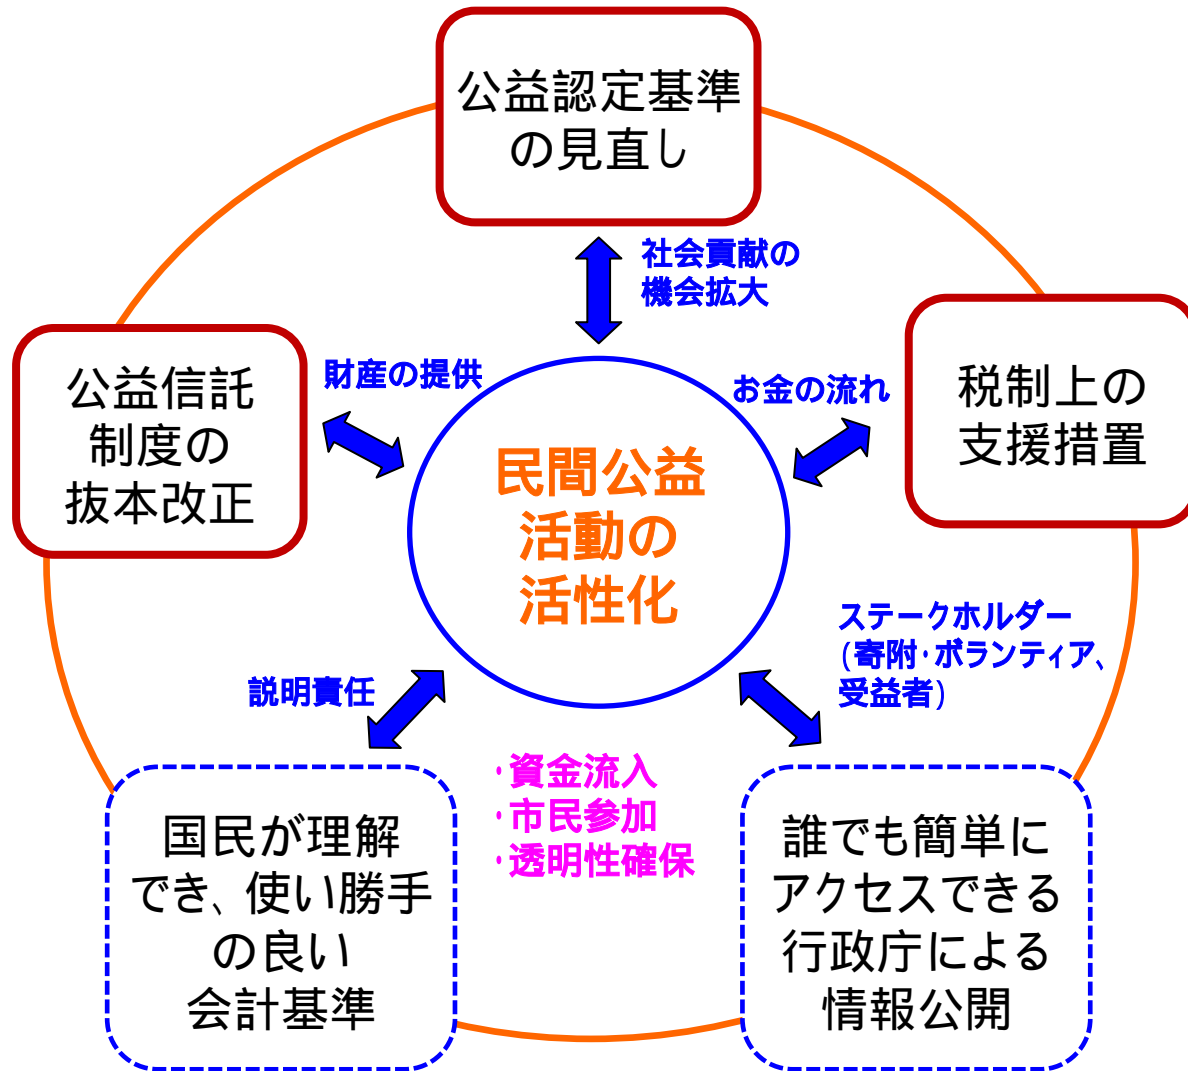 公益認定基準
の見直し
社会貢献の
機会拡大
公益信託
制度の
抜本改正
財産の提供
お金の流れ
税制上の
支援措置
民間公益
活動の
活性化
ステークホルダー
(寄附・ボランティア、
受益者)
説明責任
・資金流入
・市民参加
・透明性確保
国民が理解
でき、使い勝手
の良い
会計基準
誰でも簡単に
アクセスできる
行政庁による
情報公開